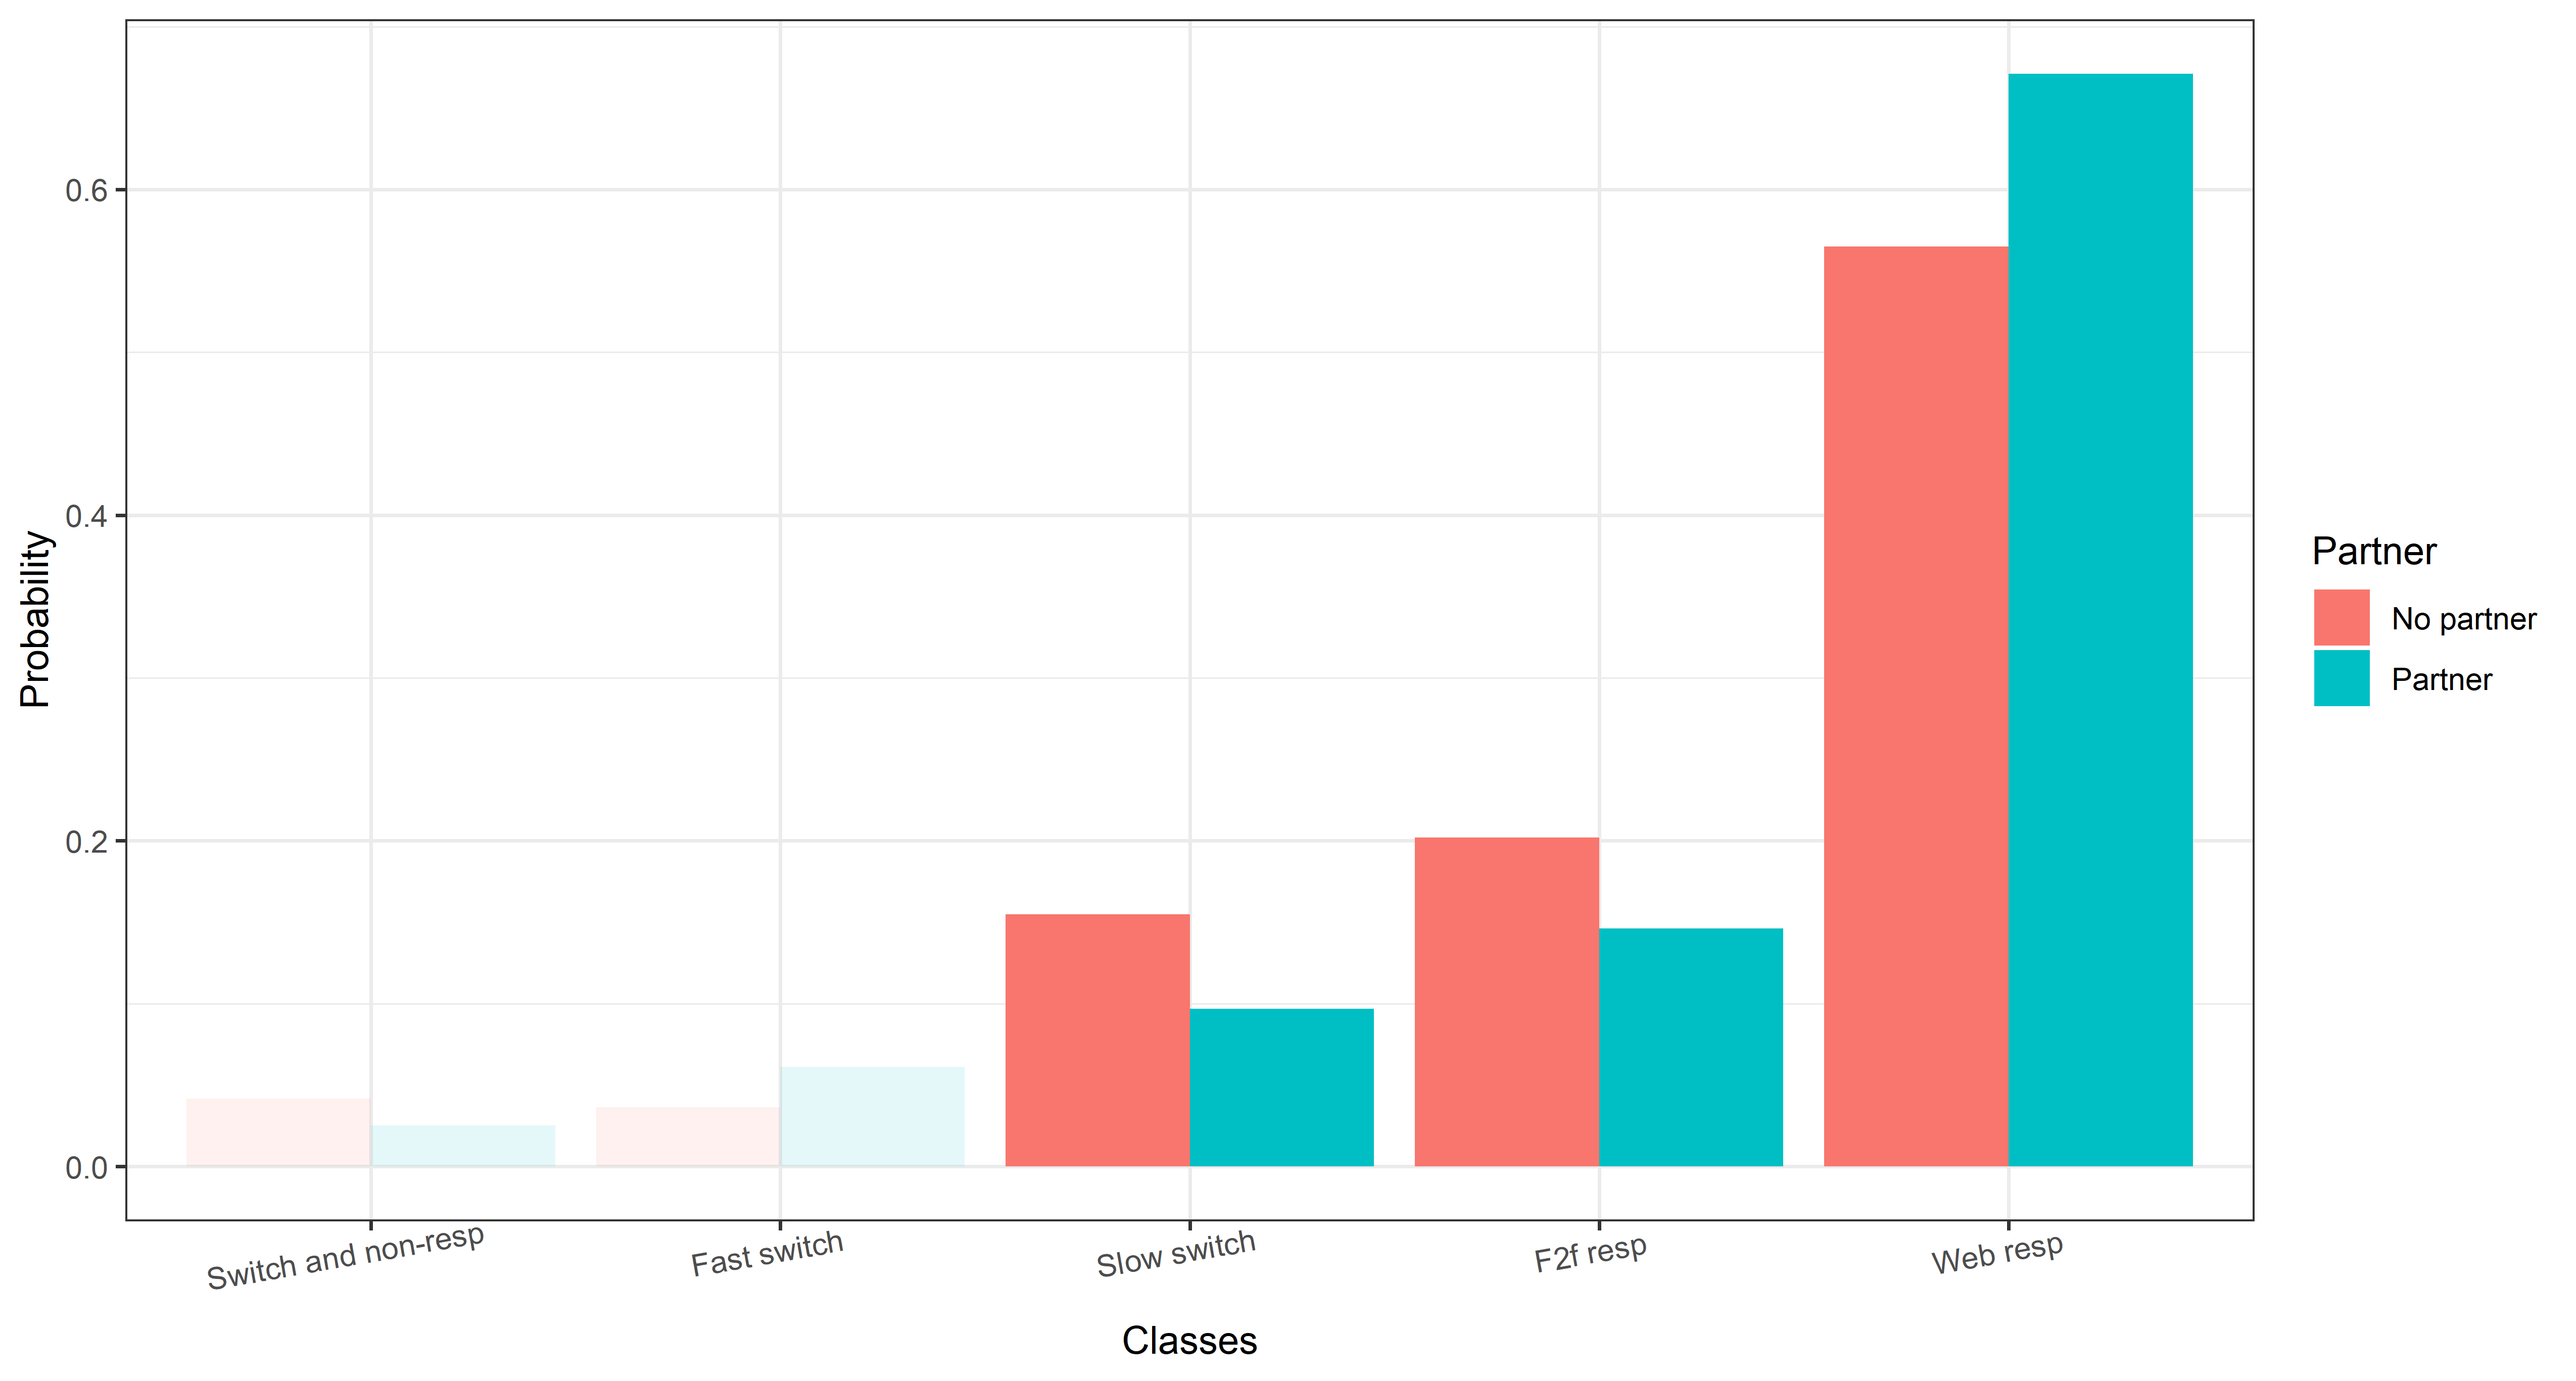 Probability
0.6
0.4
0.2
0.0
Switch and non-resp
Fast switch
Slow switch
F2f resp
Web resp
Classes
Partner
No partner
Partner